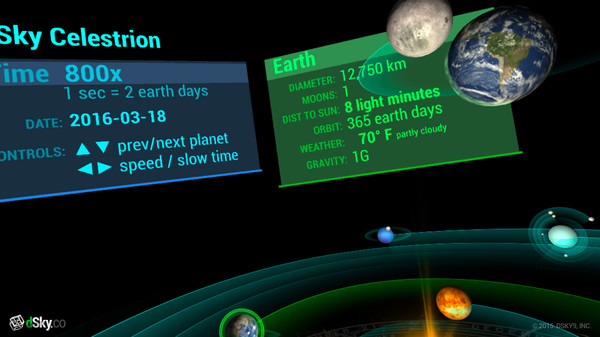 Sky Celestrion
Time 800x
1 sec = 2 earth days
DATE: 2016-03-18
ONTROLS: ▲ ▼ prev/next planet
◀ ▶ speed / slow time
Earth
DIAMETER: 12,750 km
MOONS: 1
DIST TO SUN: 8 light minutes
ORBIT: 365 earth days
WEATHER: 70° F partly cloudy
GRAVITY: 1G
dSky.co
© 2015 DSKY9, INC.